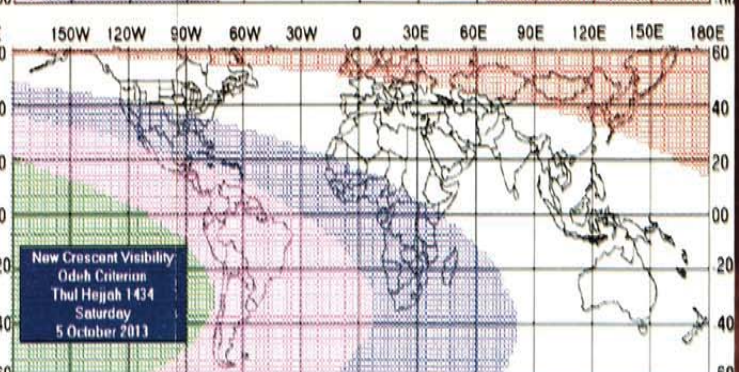 150W 120W 90W 60W 30W 0 30E 60E 90E 120E 150E 180E
60
40
20
00
20
40
New Crescent Visibility
Odeh Criterion
Thul Hejjah 1434
Saturday
5 October 2013